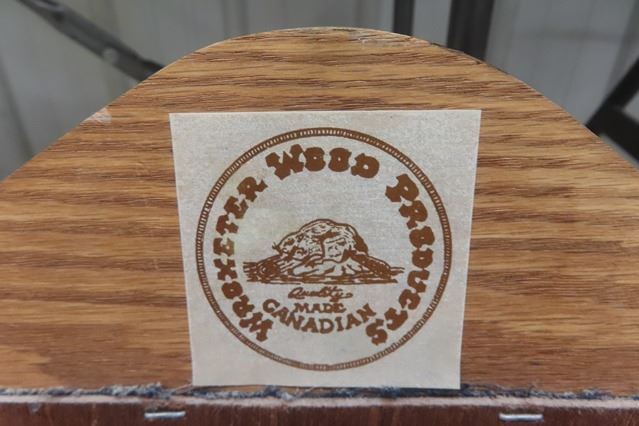 WROXETER WOOD PRODUCTS
Quality
MADE
CANADIAN